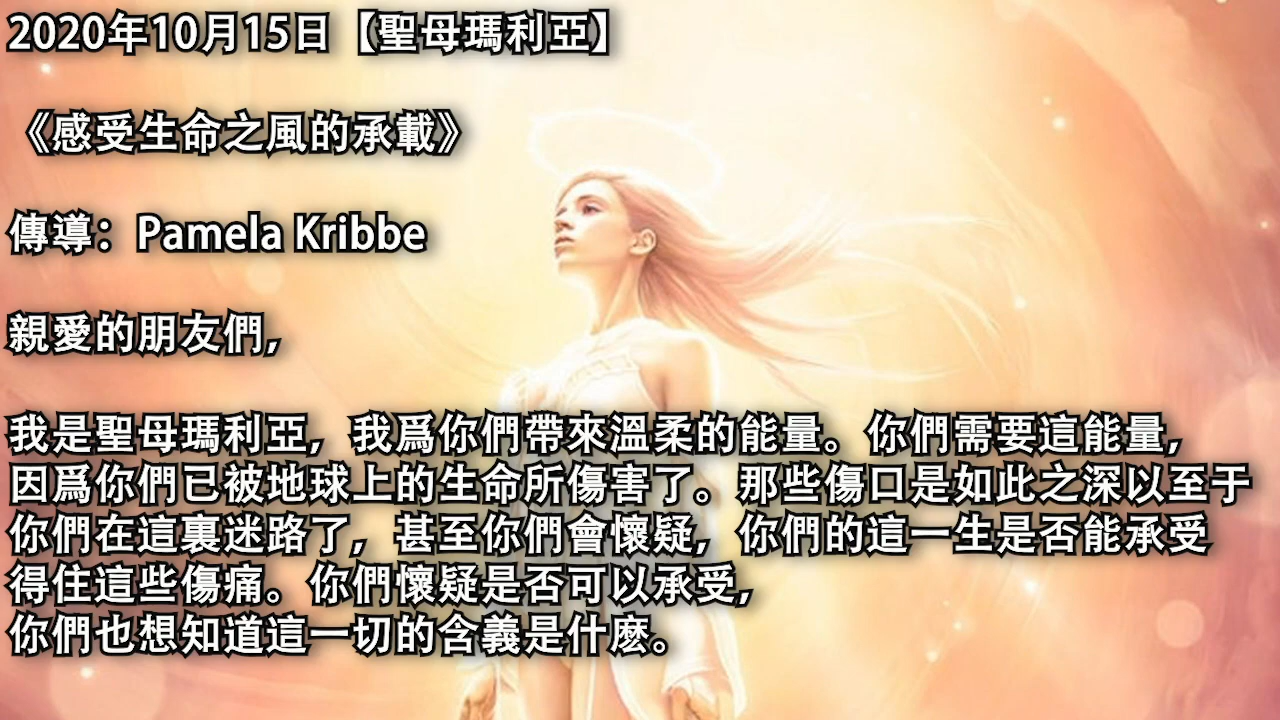 2020年10月15日【聖母瑪利亞】
《感受生命之風的承載》
傳導：Pamela Kribbe
親愛的朋友們，
我是聖母瑪利亞，我爲你們帶來溫柔的能量。你們需要這能量，
因爲你們已被地球上的生命所傷害了。那些傷口是如此之深以至于
你們在這裏迷路了，甚至你們會懷疑，你們的這一生是否能承受
得住這些傷痛。你們懷疑是否可以承受，
你們也想知道這一切的含義是什麽。